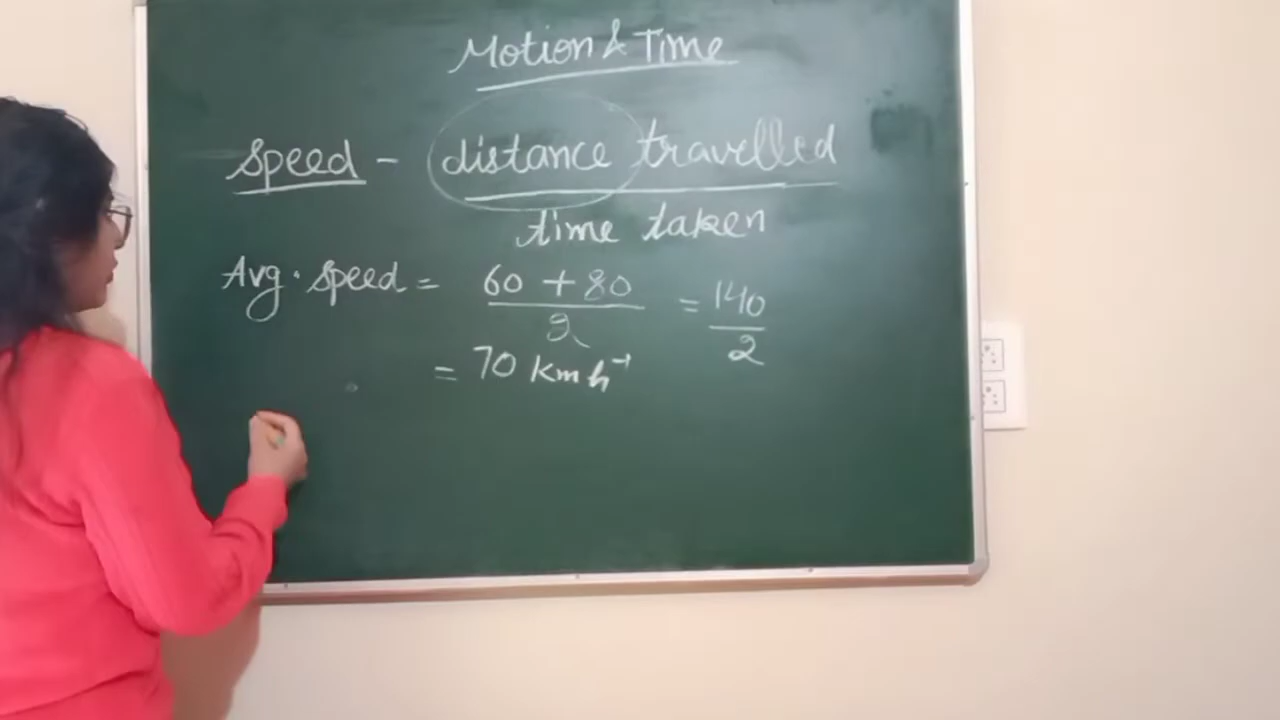 Motion & Time
Speed - distance travelled
time taken
Avg. Speed = 60 + 80 / 2 = 140 / 2
= 70 km h⁻¹